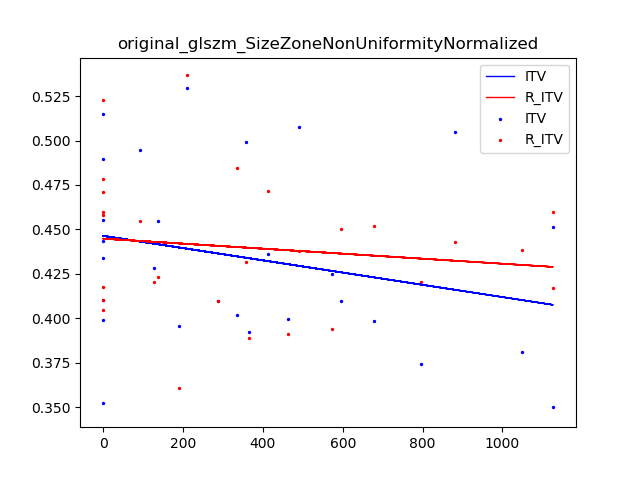 original_glszm_SizeZoneNonUniformityNormalized
ITV
R_ITV
ITV
R_ITV
0.525
0.500
0.475
0.450
0.425
0.400
0.375
0.350
0 200 400 600 800 1000